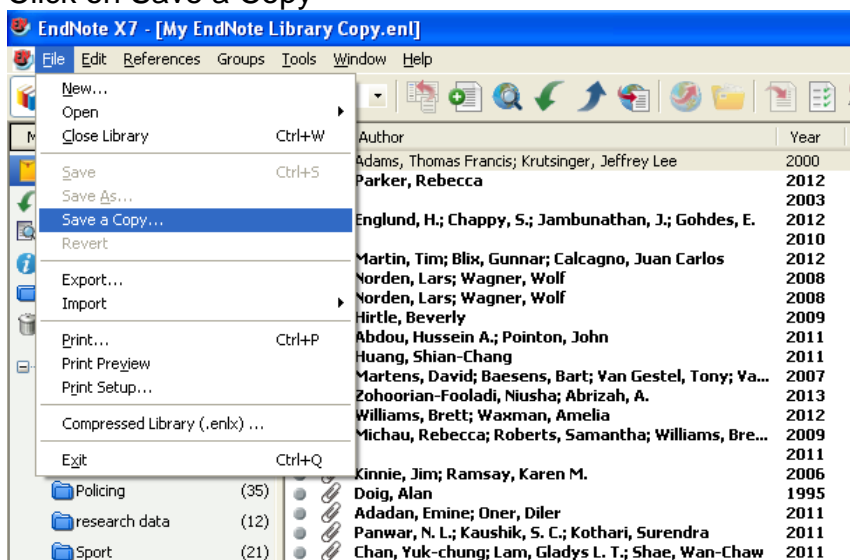 Click on Save a Copy
EndNote X7 - [My EndNote Library Copy.enl]
File Edit References Groups Tools Window Help
New...
Open
Close Library Ctrl+W
Save Ctrl+S
Save As...
Save a Copy...
Revert
Export...
Import
Print... Ctrl+P
Print Preview
Print Setup...
Compressed Library (.enlx) ...
Exit Ctrl+Q
Policing (35)
research data (12)
Sport (21)
Author Year
Adams, Thomas Francis; Krutsinger, Jeffrey Lee 2000
Parker, Rebecca 2012
2003
Englund, H.; Chappy, S.; Jambunathan, J.; Gohdes, E. 2012
2010
Martin, Tim; Blix, Gunnar; Calcagno, Juan Carlos 2012
Norden, Lars; Wagner, Wolf 2008
Norden, Lars; Wagner, Wolf 2008
Hirtle, Beverly 2009
Abdou, Hussein A.; Pointon, John 2011
Huang, Shian-Chang 2011
Martens, David; Baesens, Bart; Van Gestel, Tony; Va... 2007
Zohoorian-Fooladi, Niusha; Abrizah, A. 2013
Williams, Brett; Waxman, Amelia 2012
Michau, Rebecca; Roberts, Samantha; Williams, Bre... 2009
2011
Kinnie, Jim; Ramsay, Karen M. 2006
Doig, Alan 1995
Adadan, Emine; Oner, Diler 2011
Panwar, N. L.; Kaushik, S. C.; Kothari, Surendra 2011
Chan, Yuk-chung; Lam, Gladys L. T.; Shae, Wan-Chaw 2011